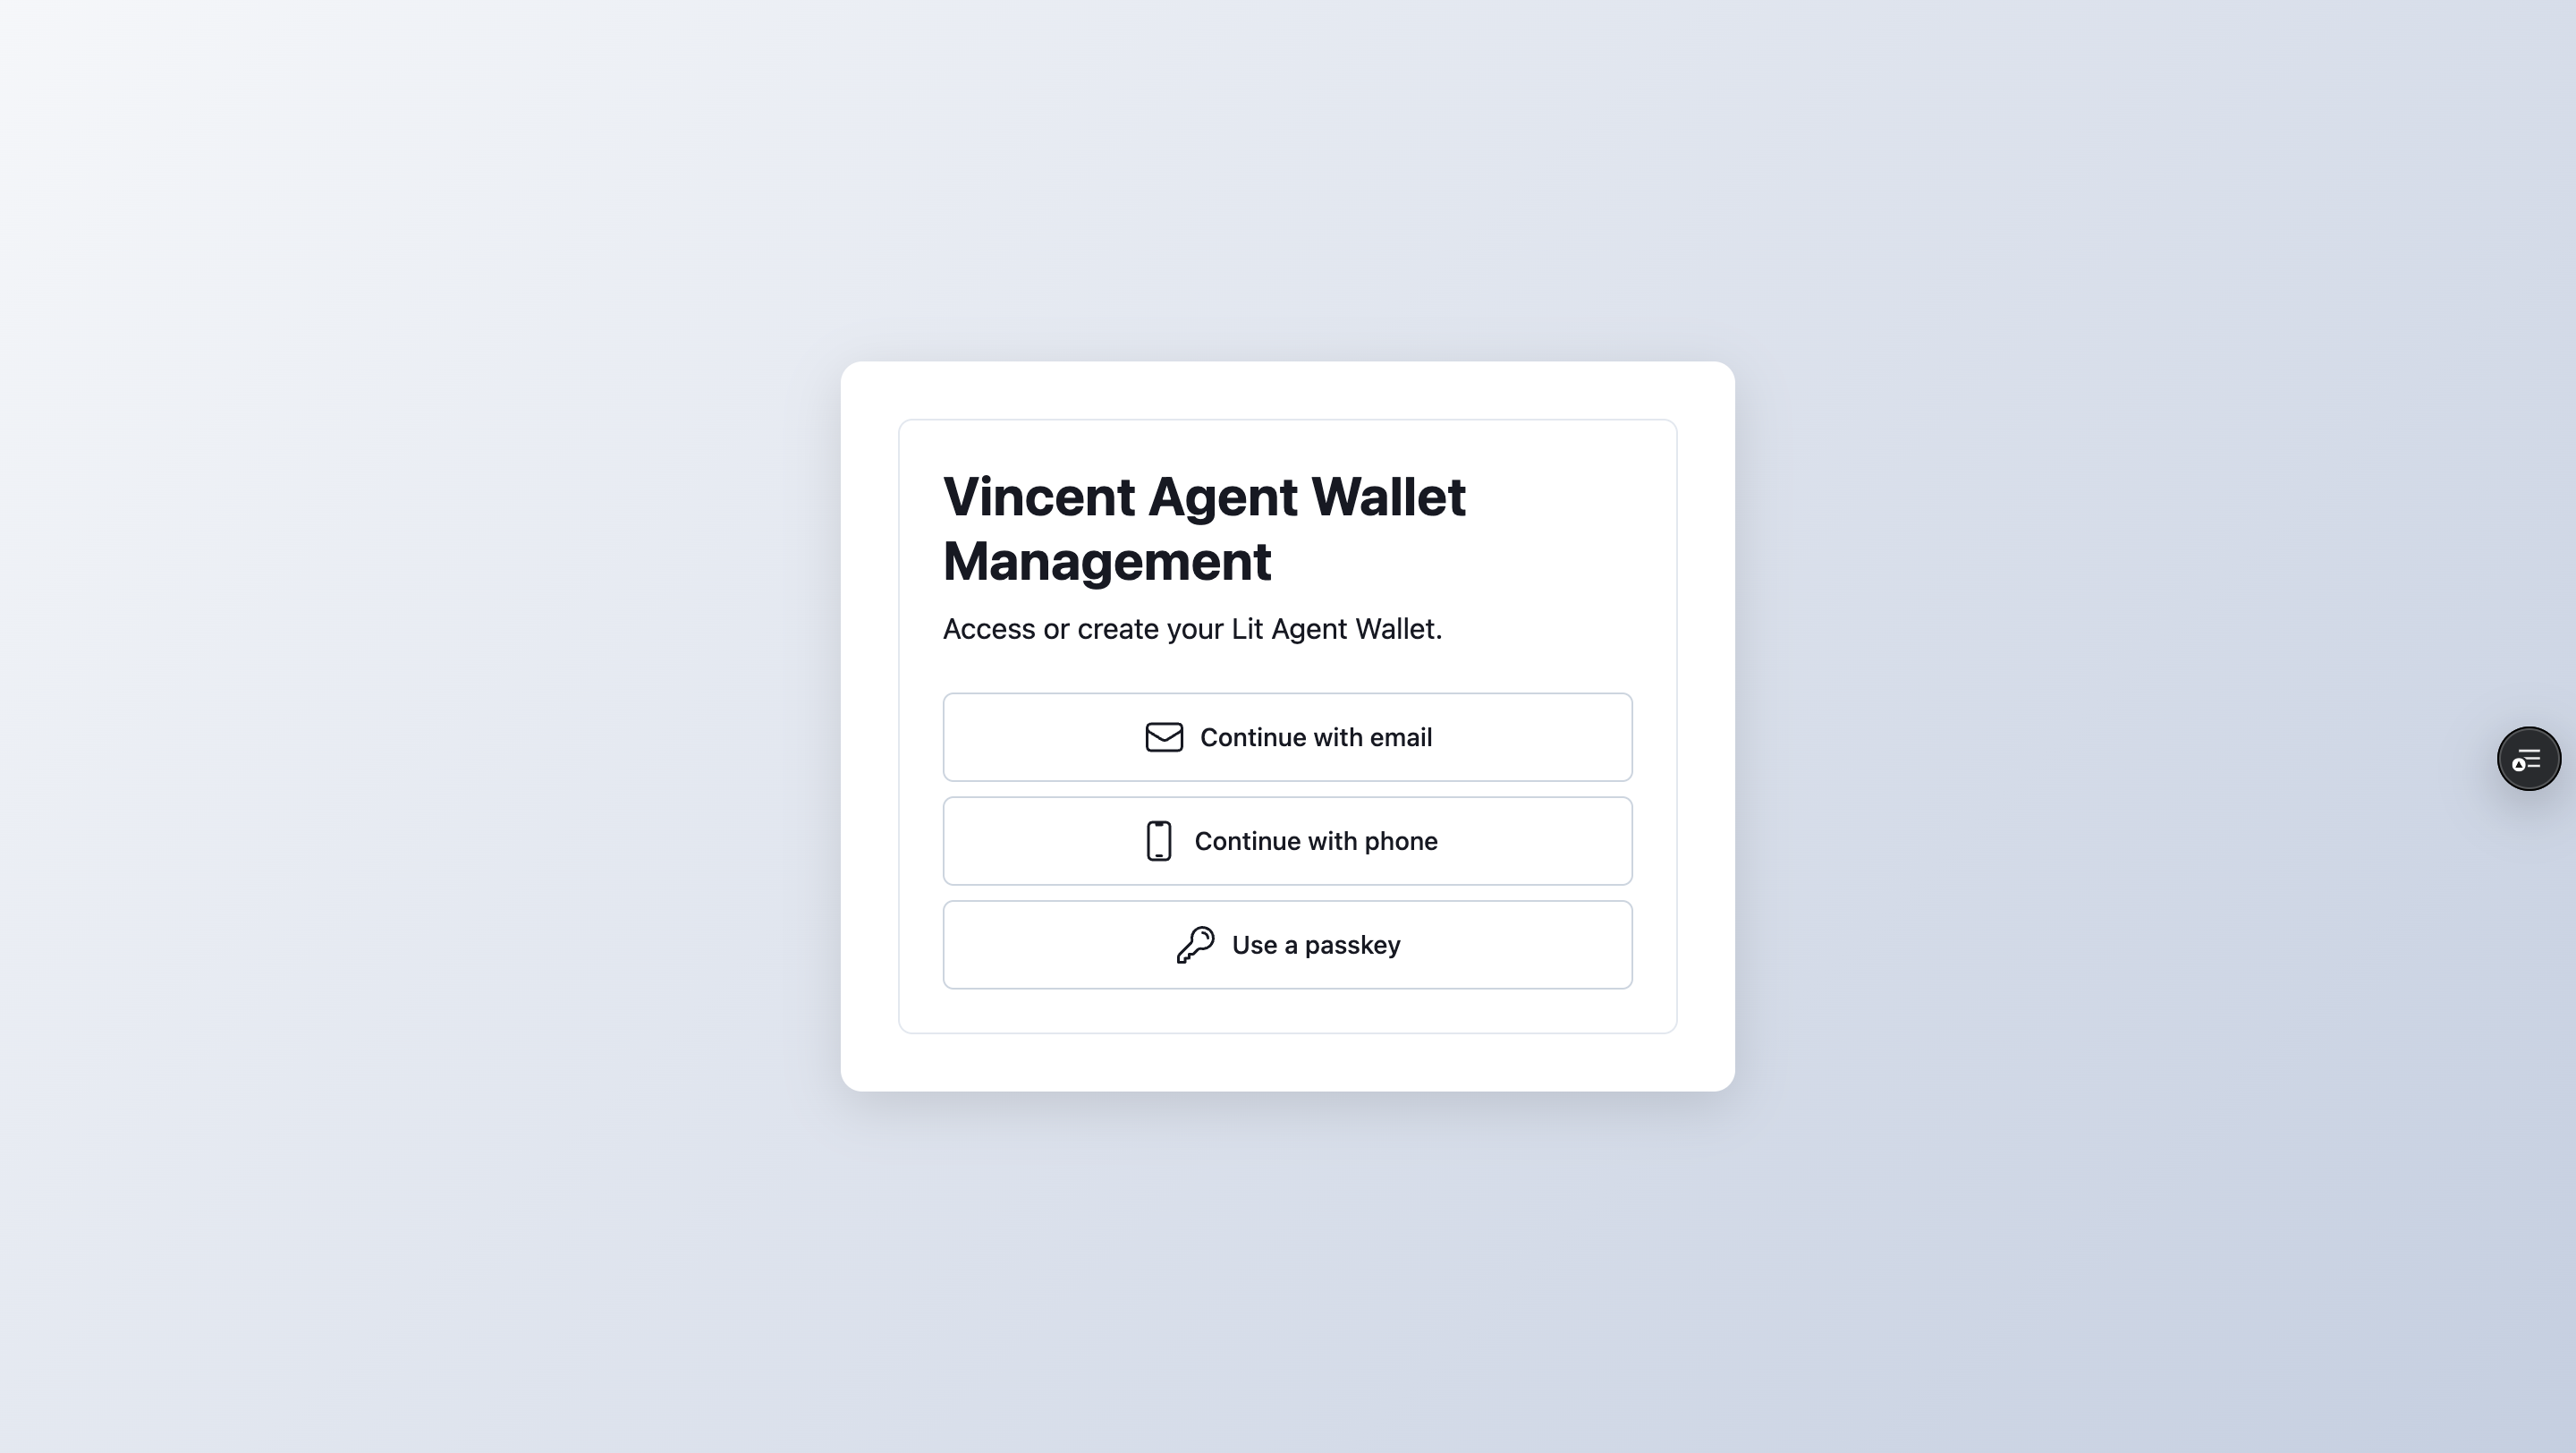 Vincent Agent Wallet
Management
Access or create your Lit Agent Wallet.
Continue with email
Continue with phone
Use a passkey